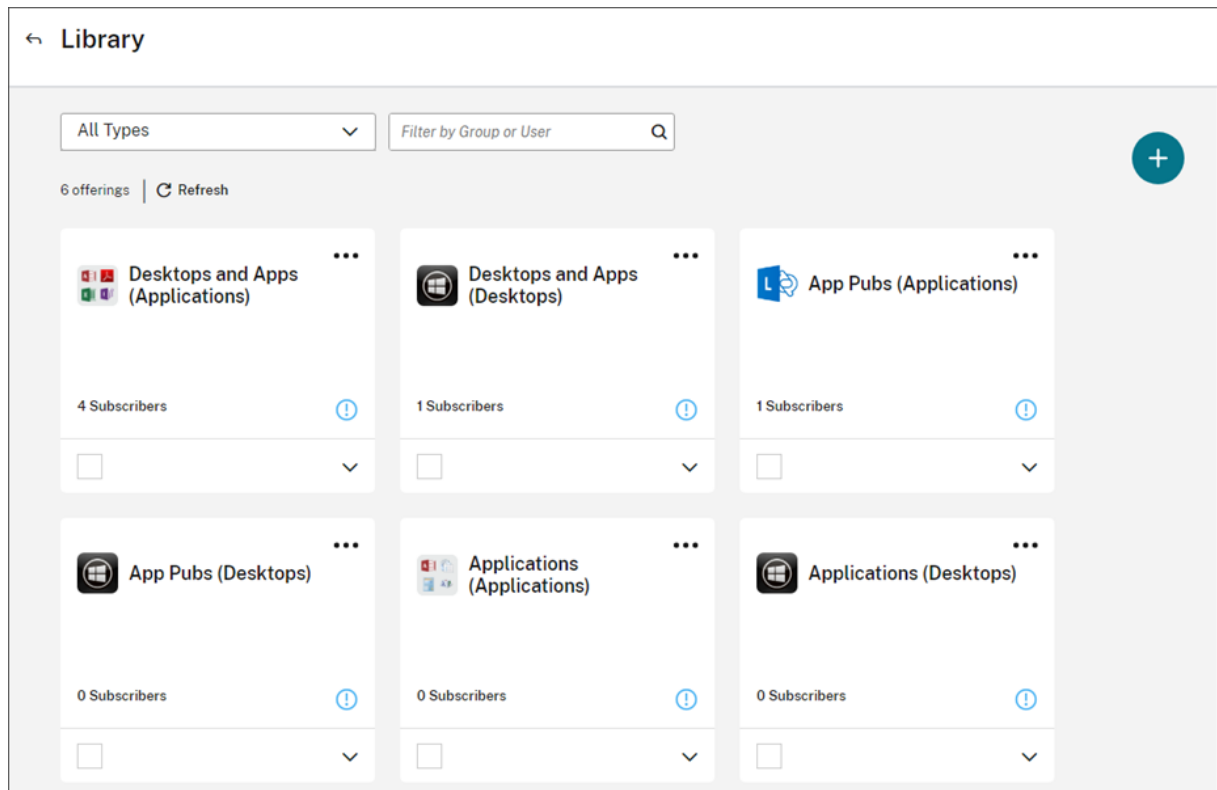 Library
All Types
Filter by Group or User
6 offerings
Refresh
Desktops and Apps
(Applications)
4 Subscribers
Desktops and Apps
(Desktops)
1 Subscribers
L
App Pubs (Applications)
1 Subscribers
App Pubs (Desktops)
0 Subscribers
Applications
(Applications)
0 Subscribers
Applications (Desktops)
0 Subscribers